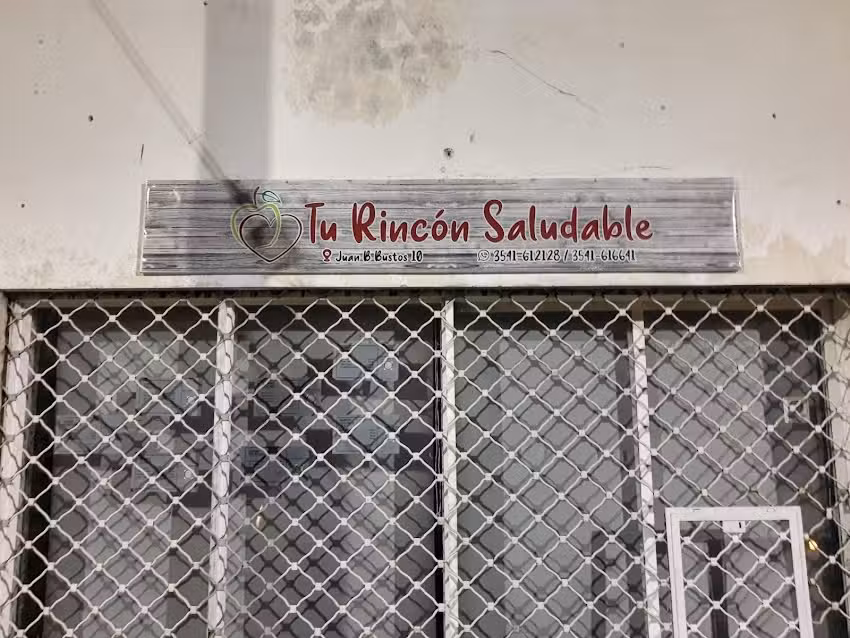 Tu Rincón Saludable
Juan B Bustos 10 3541-612128 / 3541-616641